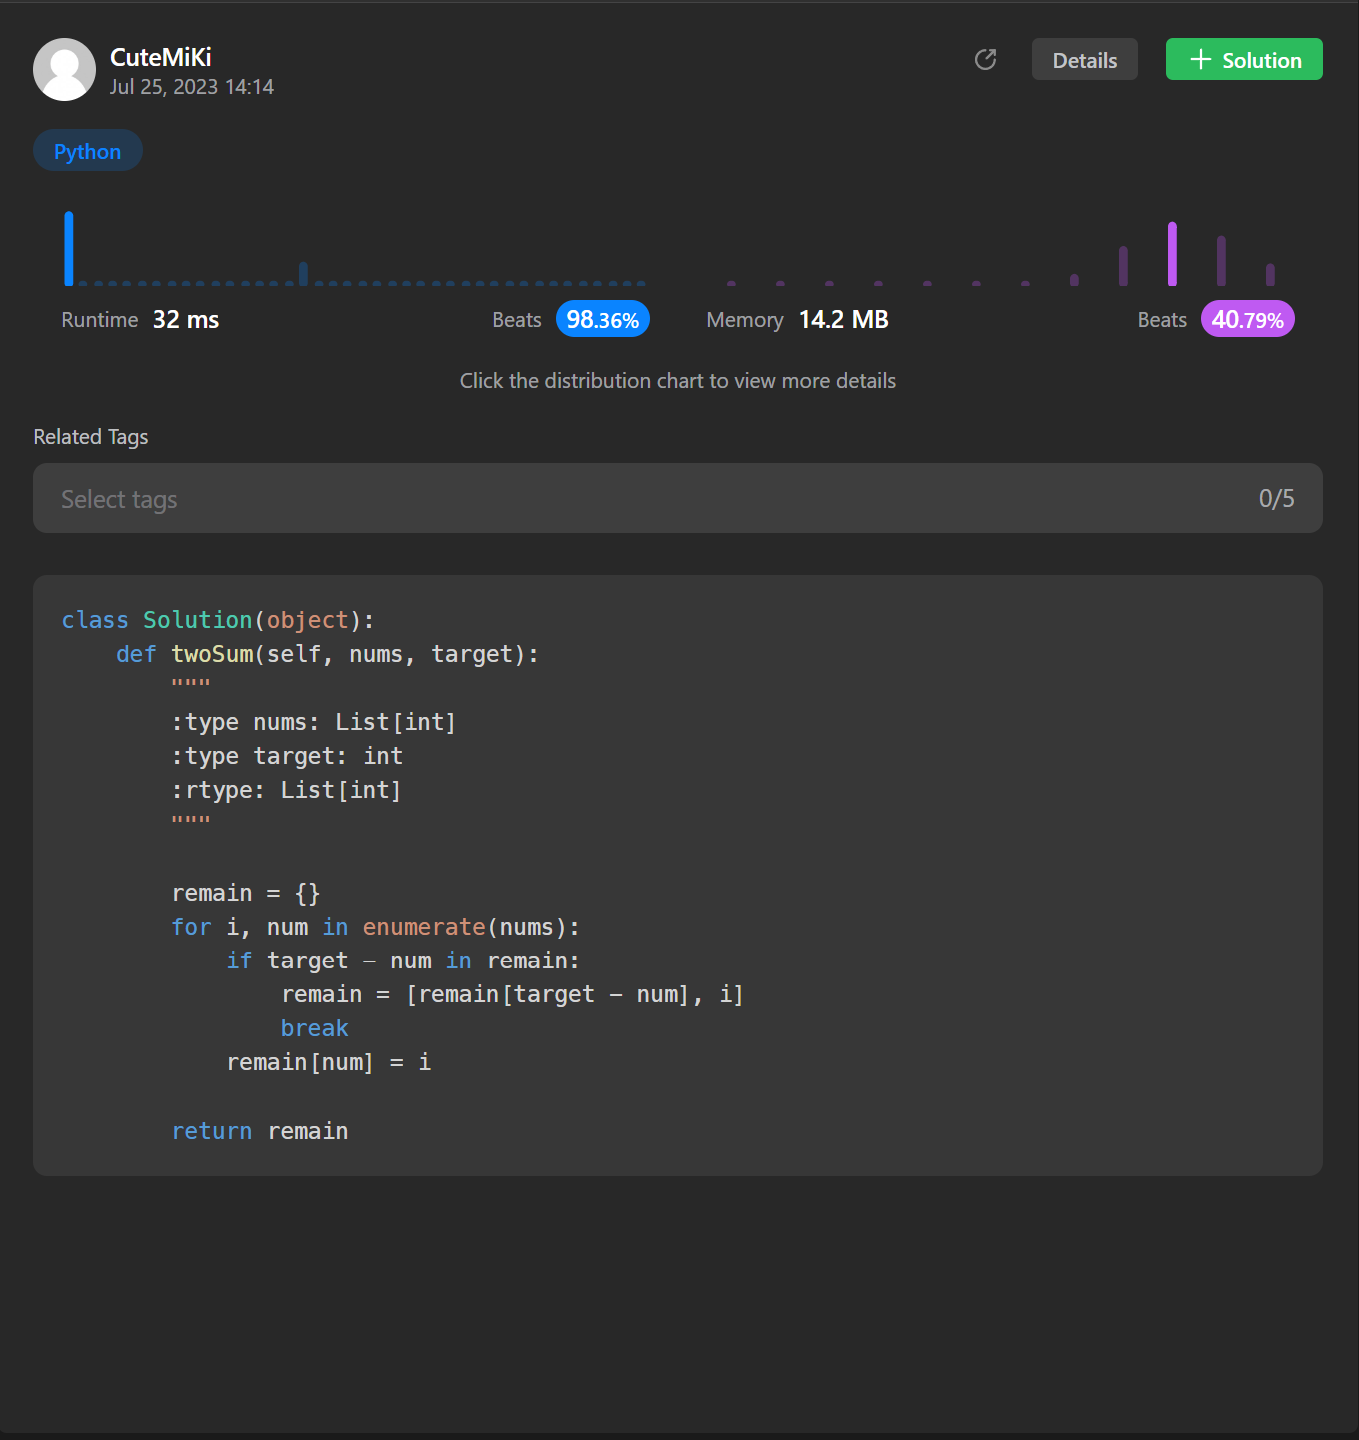 CuteMiKi
Jul 25, 2023 14:14
Details
Solution
Python
Runtime 32 ms
Beats 98.36%
Memory 14.2 MB
Beats 40.79%
Click the distribution chart to view more details
Related Tags
Select tags
0/5
class Solution(object):
    def twoSum(self, nums, target):
        """
        :type nums: List[int]
        :type target: int
        :rtype: List[int]
        """
        remain = {}
        for i, num in enumerate(nums):
            if target - num in remain:
                remain = [remain[target - num], i]
                break
            remain[num] = i
        return remain